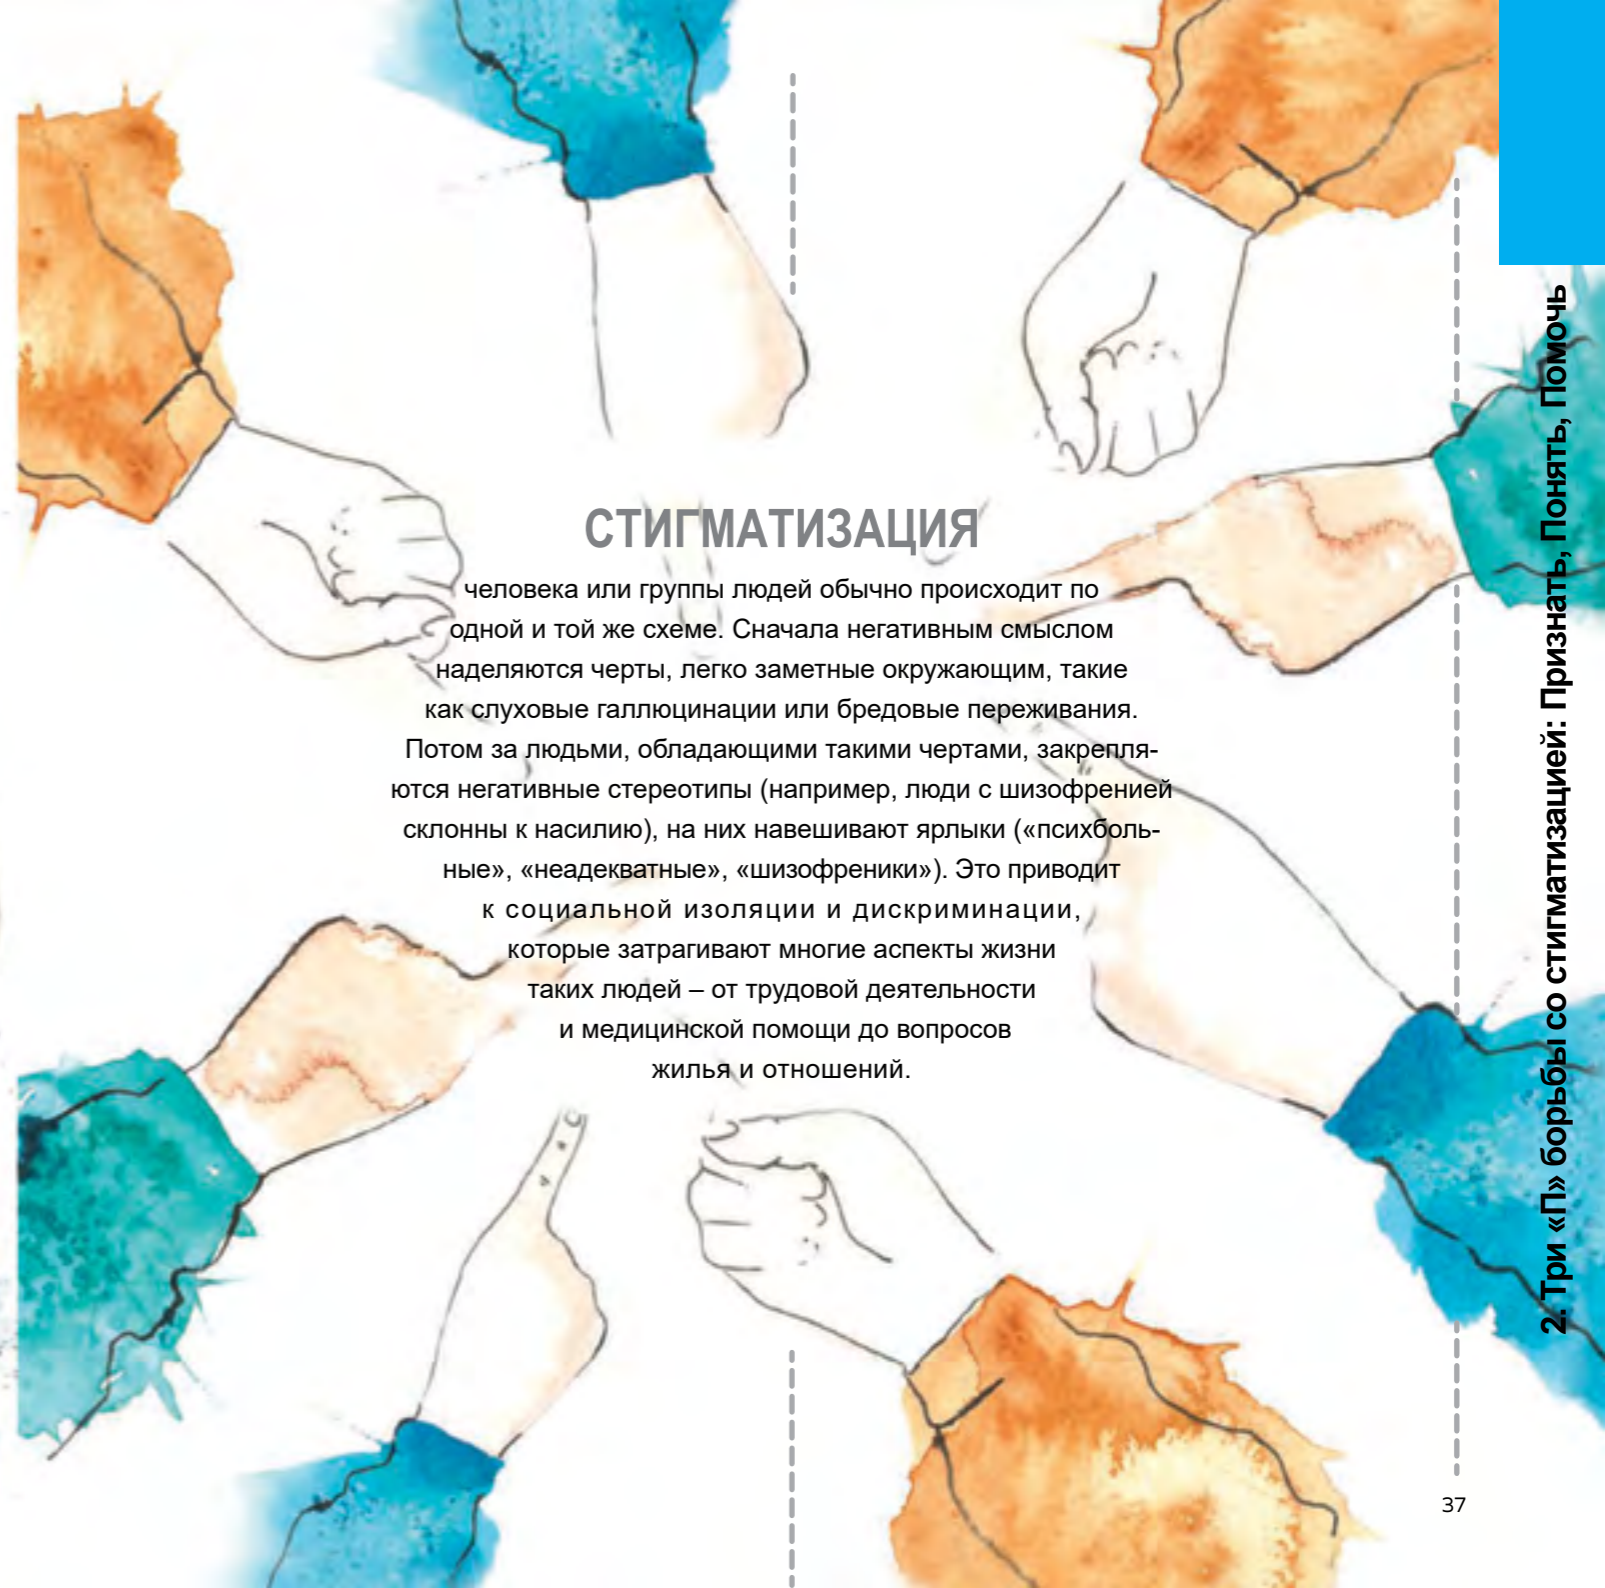 СТИГМАТИЗАЦИЯ
человека или группы людей обычно происходит по
одной и той же схеме. Сначала негативным смыслом
наделяются черты, легко заметные окружающим, такие
как слуховые галлюцинации или бредовые переживания.
Потом за людьми, обладающими такими чертами, закрепля-
ются негативные стереотипы (например, люди с шизофренией
склонны к насилию), на них навешивают ярлыки («психболь-
ные», «неадекватные», «шизофреники»). Это приводит
к социальной изоляции и дискриминации,
которые затрагивают многие аспекты жизни
таких людей – от трудовой деятельности
и медицинской помощи до вопросов
жилья и отношений.
2. Три «П» борьбы со стигматизацией: Признать, Понять, Помочь
37